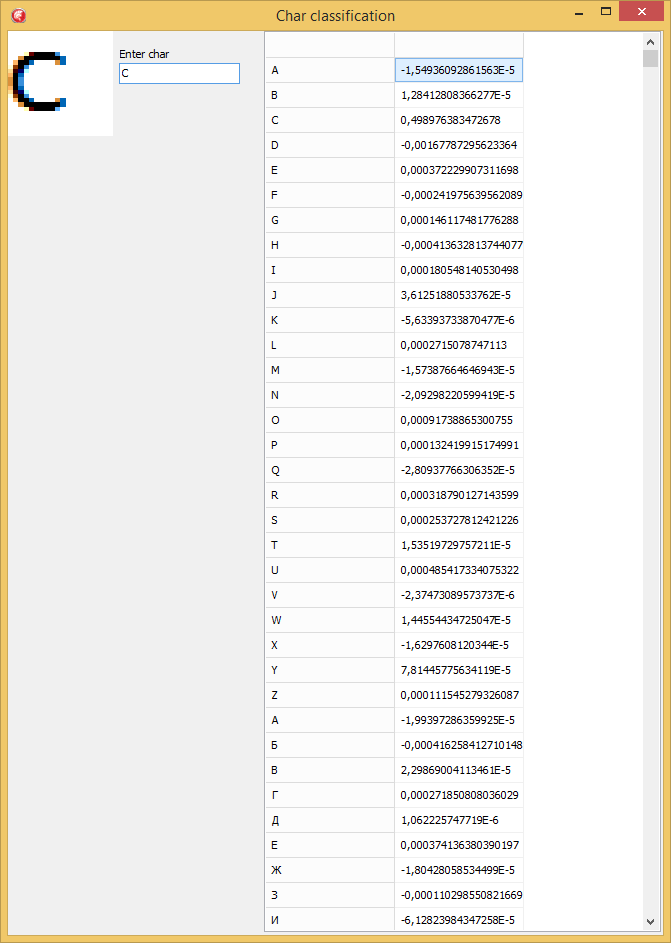 Char classification
C
Enter char
C
A -1,54936092861563E-5
B 1,28412808366277E-5
C 0,498976383472678
D -0,00167787295623364
E 0,000372229907311698
F -0,000241975639562089
G 0,000146117481776288
H -0,000413632813744077
I 0,000180548140530498
J 3,61251880533762E-5
K -5,63393733870477E-6
L 0,0002715078747113
M -1,57387664646943E-5
N -2,09298220599419E-5
O 0,00091738865300755
P 0,000132419915174991
Q -2,80937766306352E-5
R 0,000318790127143599
S 0,000253727812421226
T 1,53519729757211E-5
U 0,000485417334075322
V -2,37473089573737E-6
W 1,44554434725047E-5
X -1,6297608120344E-5
Y 7,81445775634119E-5
Z 0,000111545279326087
А -1,99397286359925E-5
Б -0,000416258412710148
В 2,29869004113461E-5
Г 0,000271850808036029
Д 1,062225747719E-6
Е 0,000374136380390197
Ж -1,80428058534499E-5
З -0,000110298550821669
И -6,12823984347258E-5